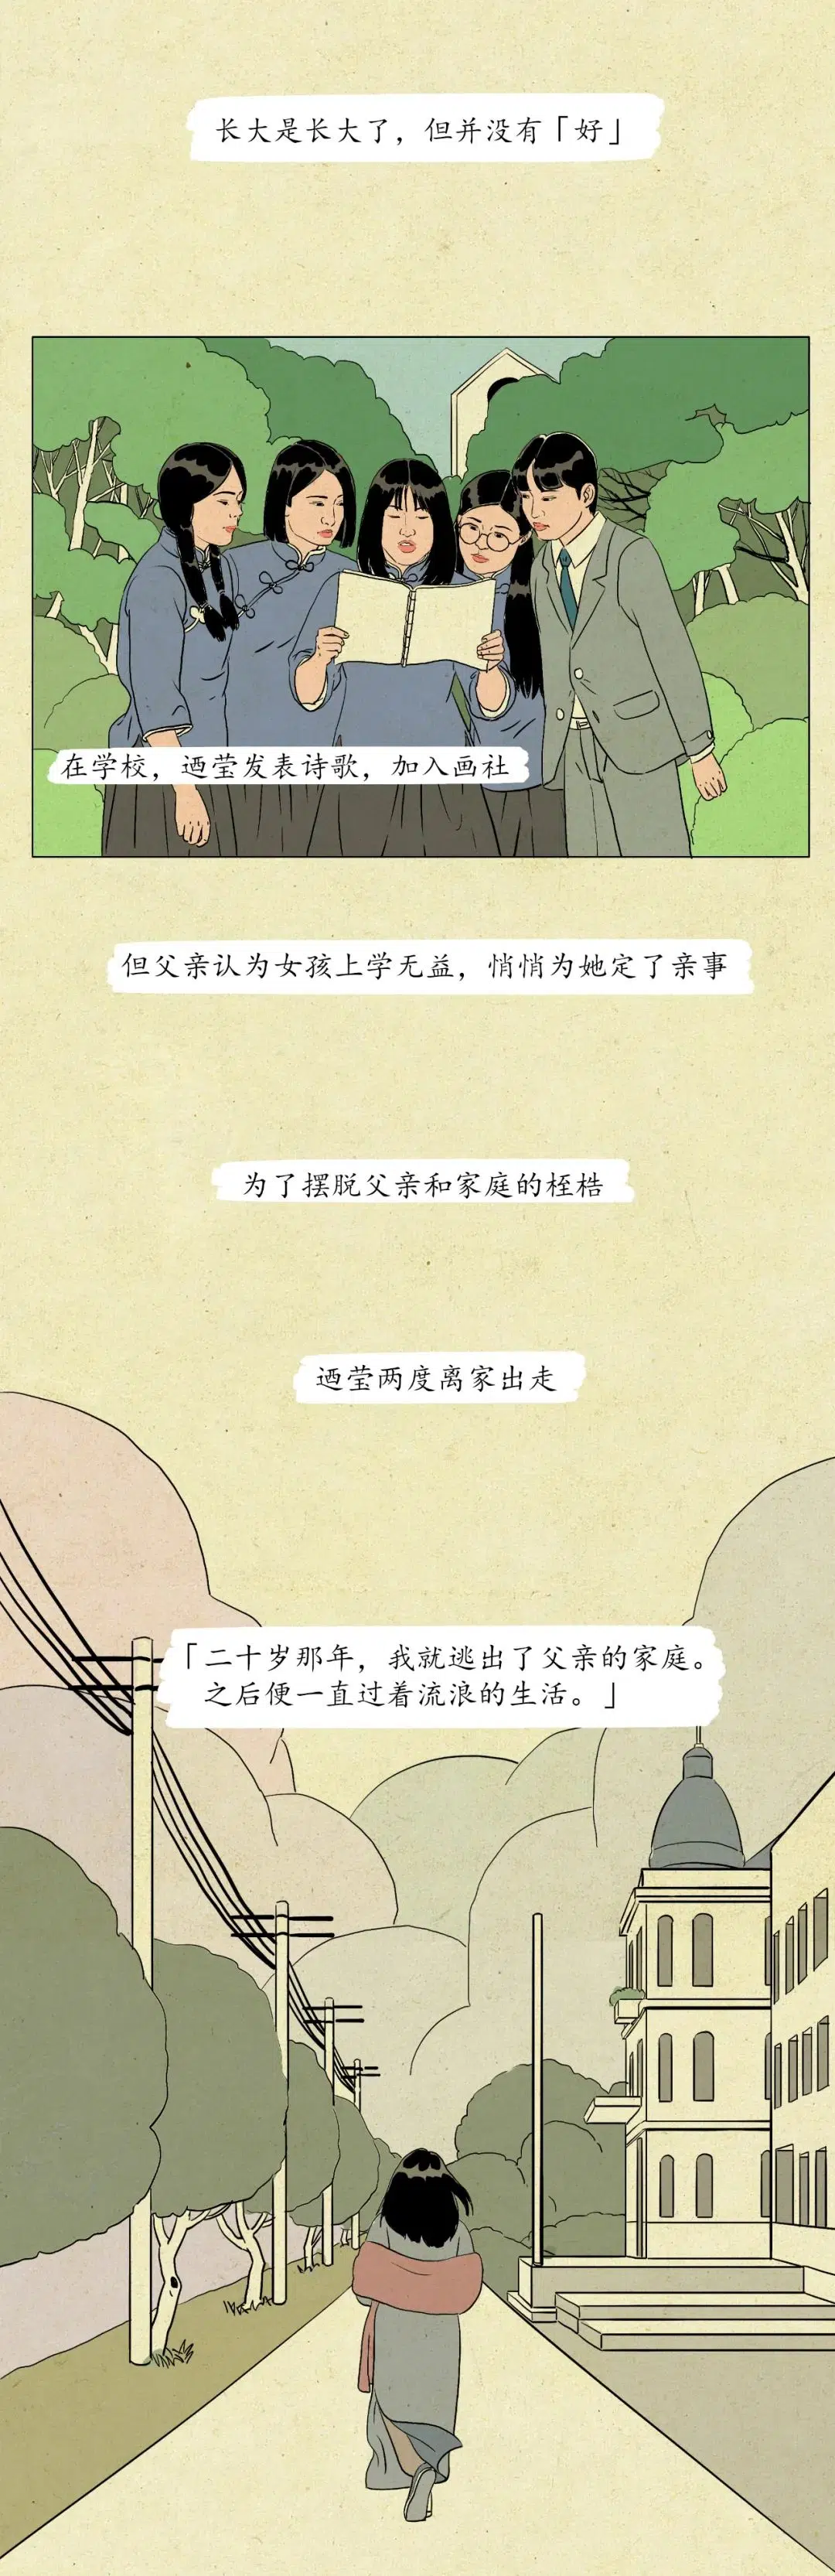 长大是长大了，但并没有「好」
在学校，迺莹发表诗歌，加入画社
但父亲认为女孩上学无益，悄悄为她定了亲事
为了摆脱父亲和家庭的桎梏
迺莹两度离家出走
「二十岁那年，我就逃出了父亲的家庭。
之后便一直过着流浪的生活。」